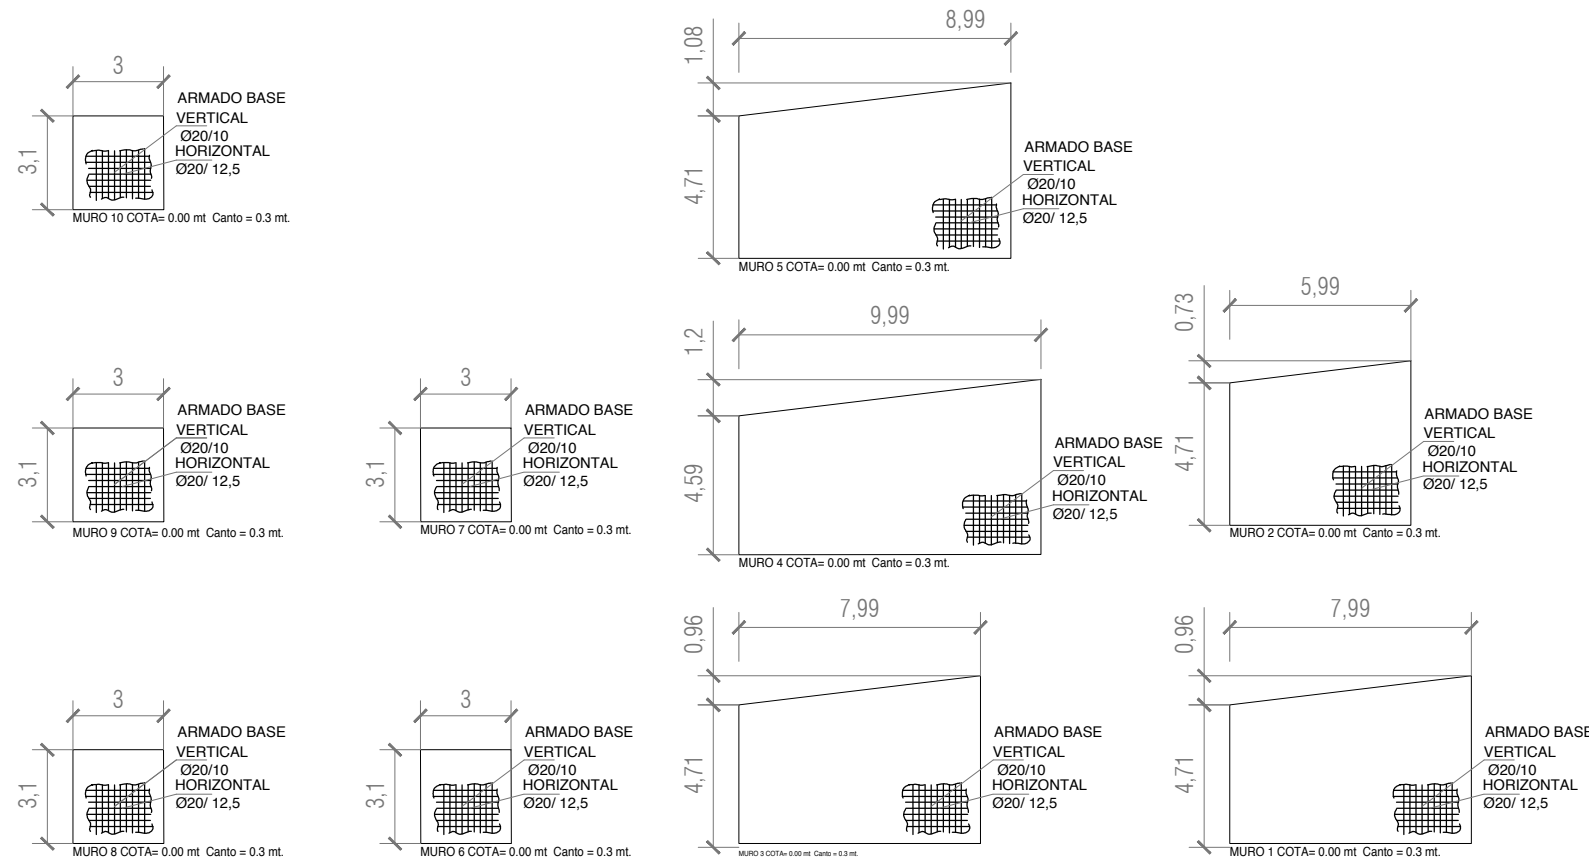 3
3,1
ARMADO BASE
VERTICAL
Ø20/10
HORIZONTAL
Ø20/ 12,5
MURO 10 COTA= 0.00 mt Canto = 0.3 mt.
8,99
1,08
4,71
ARMADO BASE
VERTICAL
Ø20/10
HORIZONTAL
Ø20/ 12,5
MURO 5 COTA= 0.00 mt Canto = 0.3 mt.
3
3,1
ARMADO BASE
VERTICAL
Ø20/10
HORIZONTAL
Ø20/ 12,5
MURO 9 COTA= 0.00 mt Canto = 0.3 mt.
3
3,1
ARMADO BASE
VERTICAL
Ø20/10
HORIZONTAL
Ø20/ 12,5
MURO 7 COTA= 0.00 mt Canto = 0.3 mt.
9,99
1,2
4,59
ARMADO BASE
VERTICAL
Ø20/10
HORIZONTAL
Ø20/ 12,5
MURO 4 COTA= 0.00 mt Canto = 0.3 mt.
5,99
0,73
4,71
ARMADO BASE
VERTICAL
Ø20/10
HORIZONTAL
Ø20/ 12,5
MURO 2 COTA= 0.00 mt Canto = 0.3 mt.
3
3,1
ARMADO BASE
VERTICAL
Ø20/10
HORIZONTAL
Ø20/ 12,5
MURO 8 COTA= 0.00 mt Canto = 0.3 mt.
3
3,1
ARMADO BASE
VERTICAL
Ø20/10
HORIZONTAL
Ø20/ 12,5
MURO 6 COTA= 0.00 mt Canto = 0.3 mt.
7,99
0,96
4,71
ARMADO BASE
VERTICAL
Ø20/10
HORIZONTAL
Ø20/ 12,5
MURO 3 COTA= 0.00 mt Canto = 0.3 mt.
7,99
0,96
4,71
ARMADO BASE
VERTICAL
Ø20/10
HORIZONTAL
Ø20/ 12,5
MURO 1 COTA= 0.00 mt Canto = 0.3 mt.